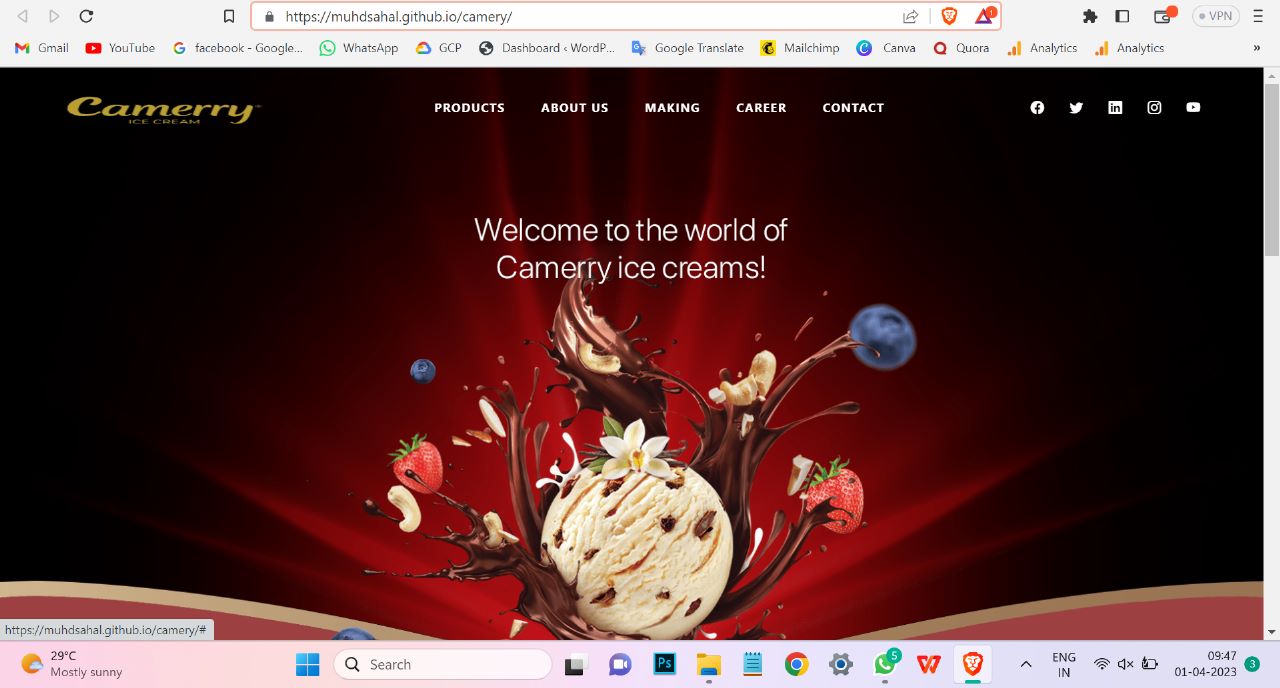 https://muhdsahal.github.io/camery/
1
VPN
Gmail
YouTube
facebook - Google...
WhatsApp
GCP
Dashboard ‹ WordP...
Google Translate
Mailchimp
Canva
Quora
Analytics
Analytics
»
Camerry
ICE CREAM
PRODUCTS
ABOUT US
MAKING
CAREER
CONTACT
Welcome to the world of
Camerry ice creams!
https://muhdsahal.github.io/camery/#
29°C
Mostly sunny
Search
Ps
5
ENG
IN
09:47
01-04-2023
3